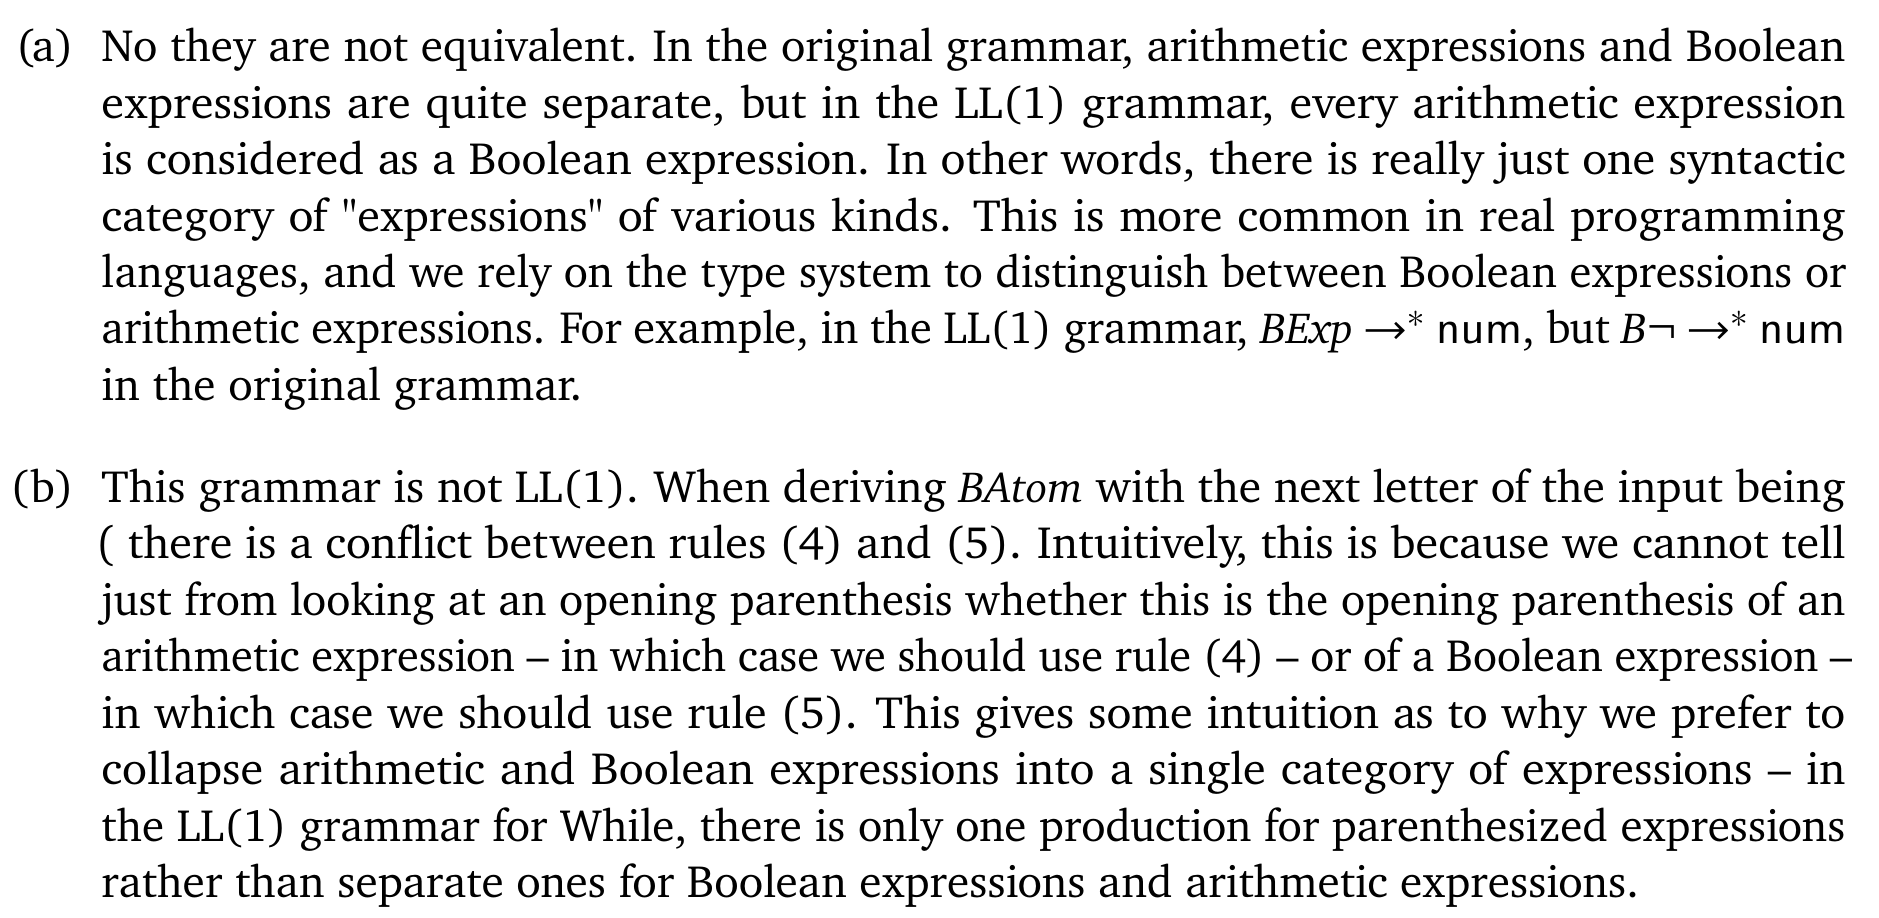 (a) No they are not equivalent. In the original grammar, arithmetic expressions and Boolean
expressions are quite separate, but in the LL(1) grammar, every arithmetic expression
is considered as a Boolean expression. In other words, there is really just one syntactic
category of "expressions" of various kinds. This is more common in real programming
languages, and we rely on the type system to distinguish between Boolean expressions or
arithmetic expressions. For example, in the LL(1) grammar, BExp →* num, but B¬ →* num
in the original grammar.
(b) This grammar is not LL(1). When deriving BAtom with the next letter of the input being
( there is a conflict between rules (4) and (5). Intuitively, this is because we cannot tell
just from looking at an opening parenthesis whether this is the opening parenthesis of an
arithmetic expression – in which case we should use rule (4) – or of a Boolean expression –
in which case we should use rule (5). This gives some intuition as to why we prefer to
collapse arithmetic and Boolean expressions into a single category of expressions – in
the LL(1) grammar for While, there is only one production for parenthesized expressions
rather than separate ones for Boolean expressions and arithmetic expressions.